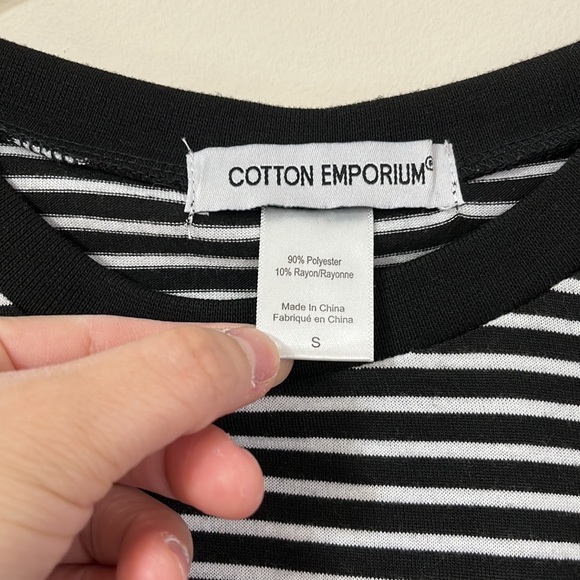 COTTON EMPORIUM®
90% Polyester
10% Rayon/Rayonne
Made In China
Fabriqué en China
S